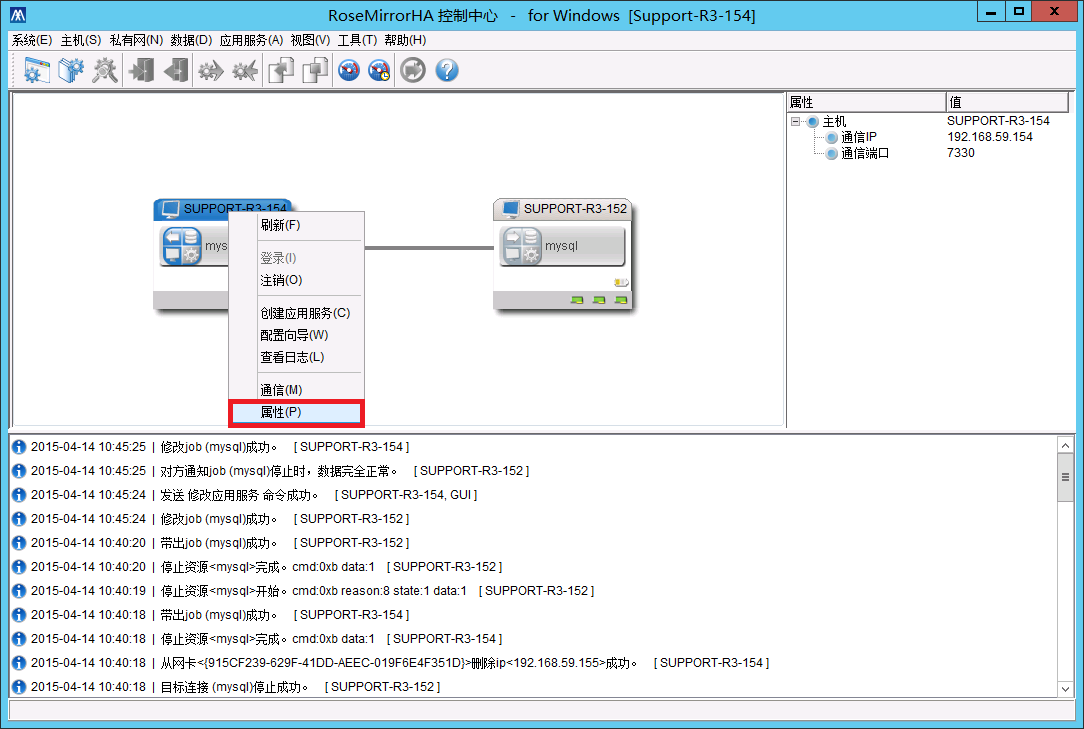 RoseMirrorHA 控制中心 - for Windows [Support-R3-154]
系统(E) 主机(S) 私有网(N) 数据(D) 应用服务(A) 视图(V) 工具(T) 帮助(H)
属性 值
主机 SUPPORT-R3-154
通信IP 192.168.59.154
通信端口 7330
SUPPORT-R3-154
mys
SUPPORT-R3-152
mysql
刷新(F)
登录(I)
注销(O)
创建应用服务(C)
配置向导(W)
查看日志(L)
通信(M)
属性(P)
2015-04-14 10:45:25 | 修改job (mysql)成功。 [ SUPPORT-R3-154 ]
2015-04-14 10:45:25 | 对方通知job (mysql)停止时，数据完全正常。 [ SUPPORT-R3-152 ]
2015-04-14 10:45:24 | 发送 修改应用服务 命令成功。 [ SUPPORT-R3-154, GUI ]
2015-04-14 10:45:24 | 修改job (mysql)成功。 [ SUPPORT-R3-152 ]
2015-04-14 10:40:20 | 带出job (mysql)成功。 [ SUPPORT-R3-152 ]
2015-04-14 10:40:20 | 停止资源<mysql>完成。cmd:0xb data:1 [ SUPPORT-R3-152 ]
2015-04-14 10:40:19 | 停止资源<mysql>开始。cmd:0xb reason:8 state:1 data:1 [ SUPPORT-R3-152 ]
2015-04-14 10:40:18 | 带出job (mysql)成功。 [ SUPPORT-R3-154 ]
2015-04-14 10:40:18 | 停止资源<mysql>完成。cmd:0xb data:1 [ SUPPORT-R3-154 ]
2015-04-14 10:40:18 | 从网卡<{915CF239-629F-41DD-AEEC-019F6E4F351D}>删除ip<192.168.59.155>成功。 [ SUPPORT-R3-154 ]
2015-04-14 10:40:18 | 目标连接 (mysql)停止成功。 [ SUPPORT-R3-152 ]